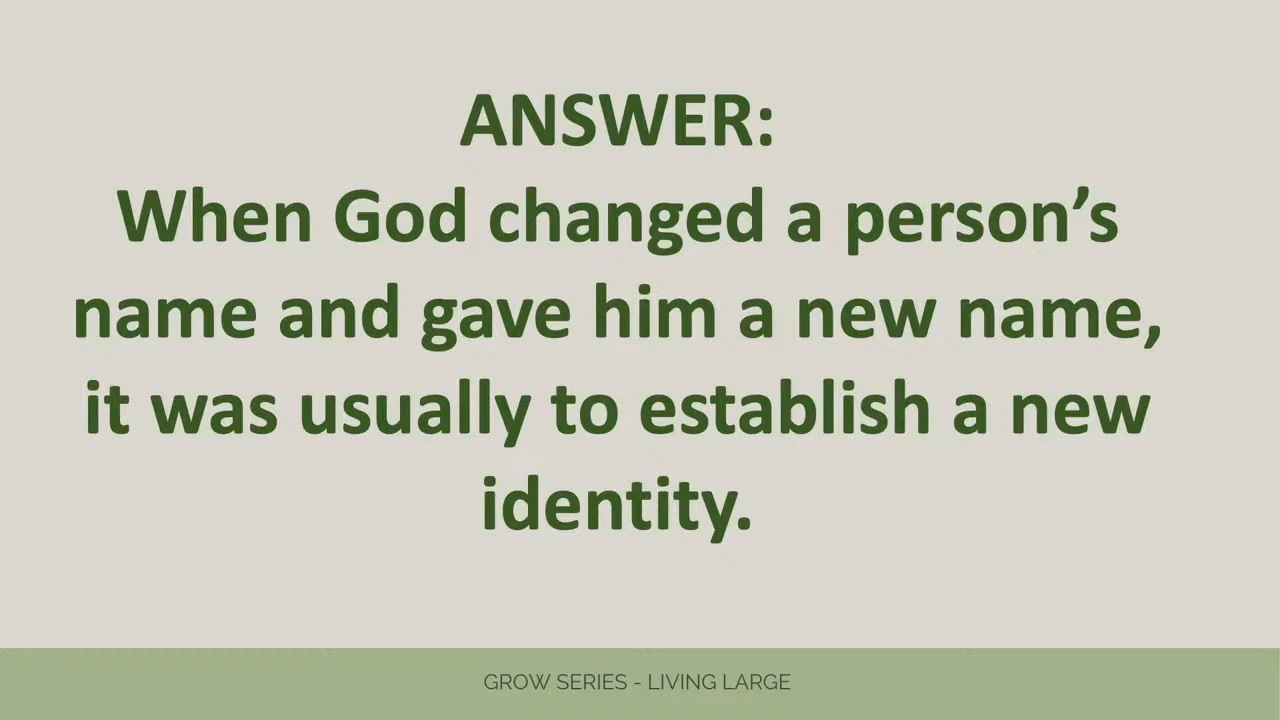 ANSWER:
When God changed a person’s
name and gave him a new name,
it was usually to establish a new
identity.
GROW SERIES - LIVING LARGE